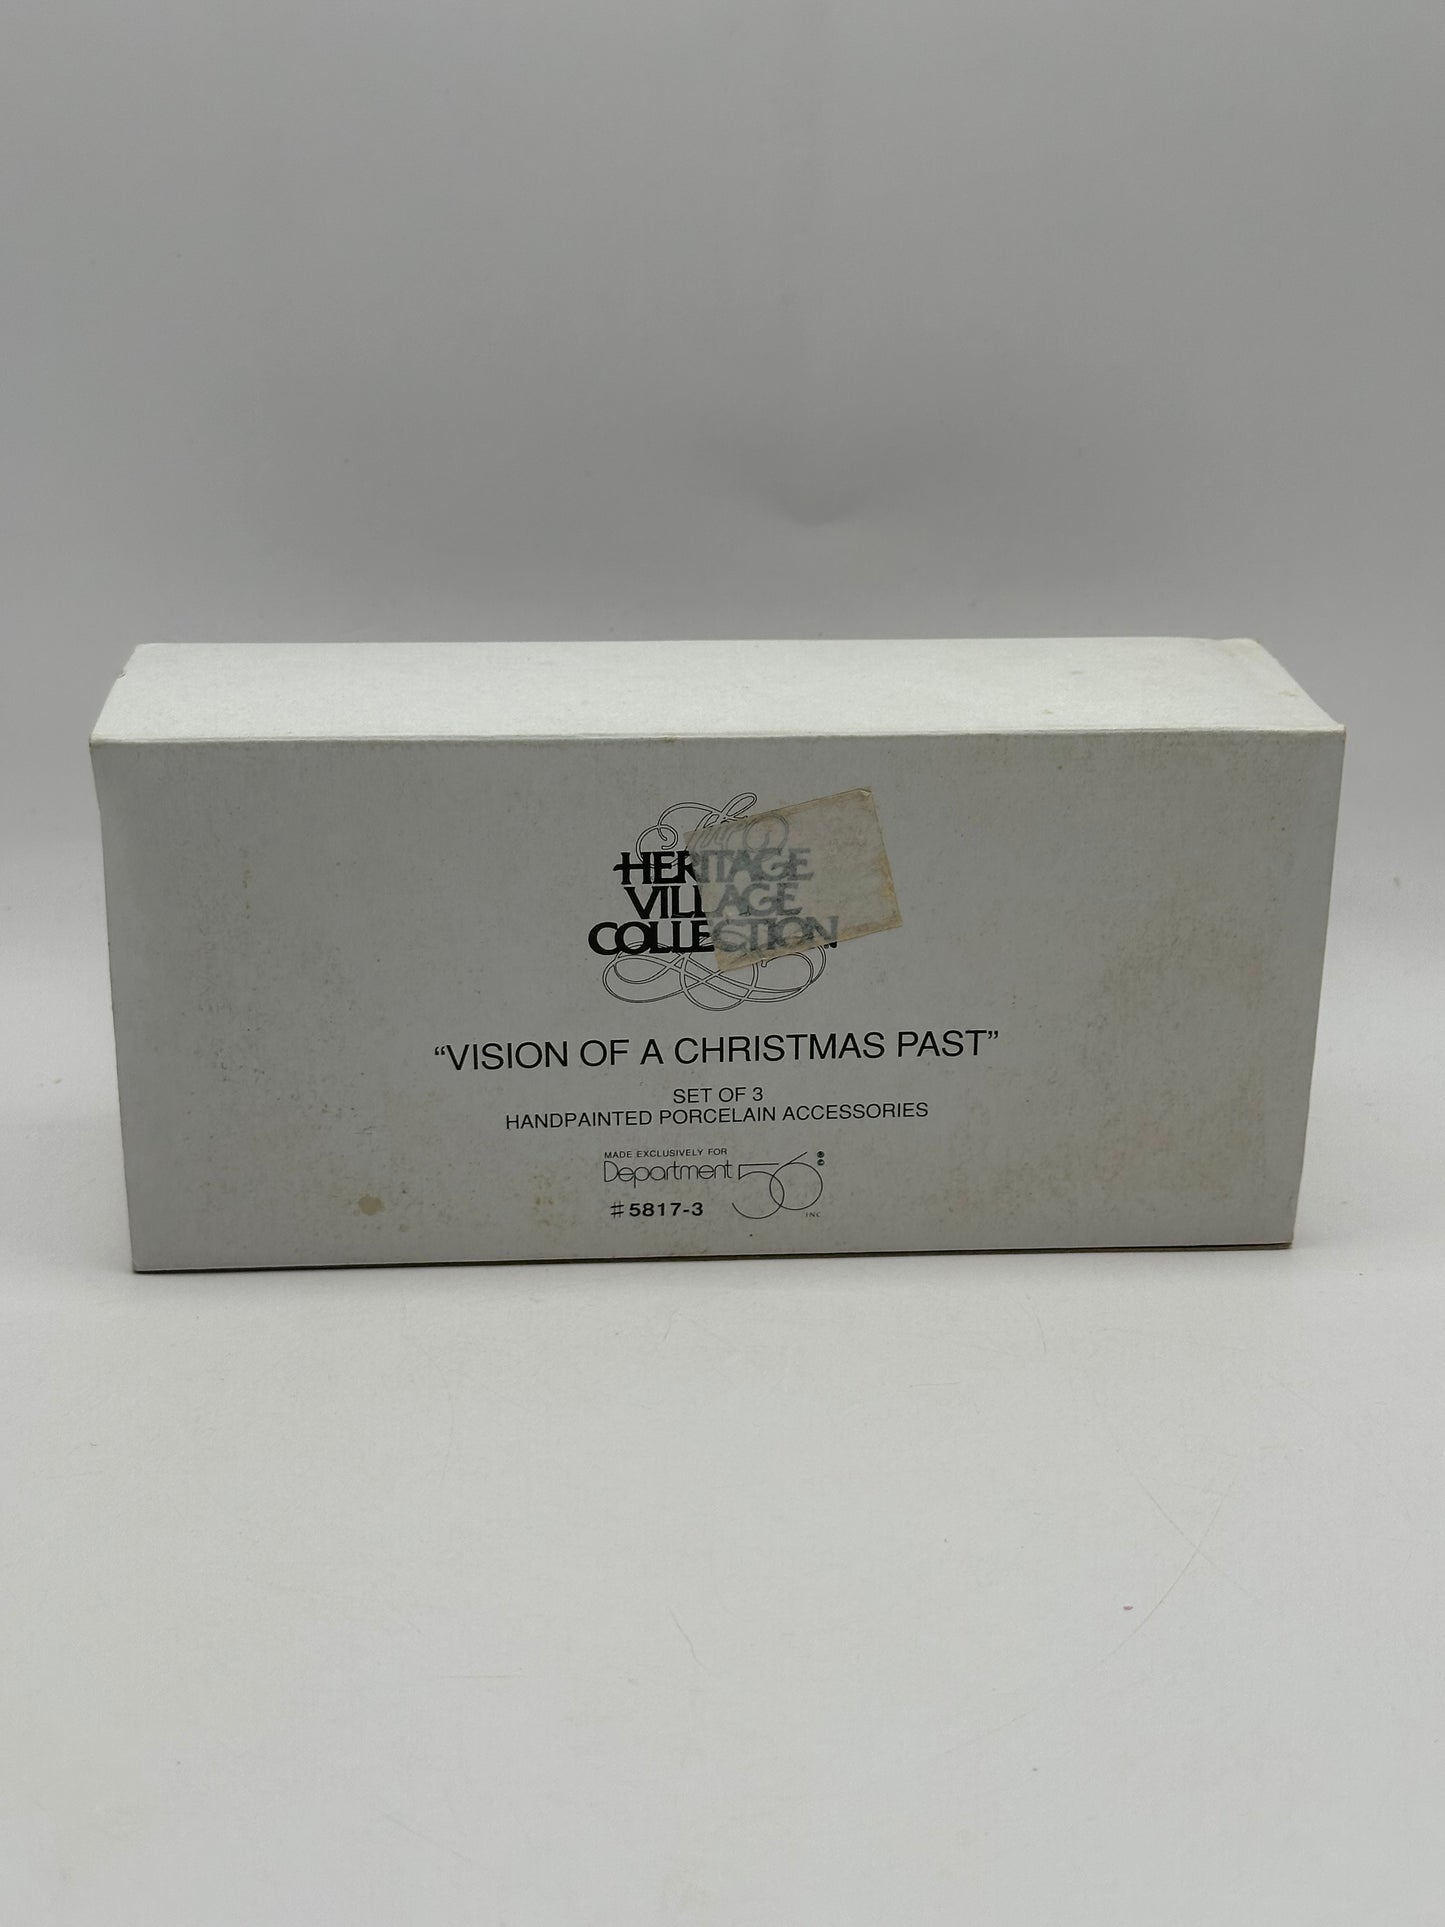 The
HERITAGE
VILLAGE
COLLECTION
“VISION OF A CHRISTMAS PAST”
SET OF 3
HANDPAINTED PORCELAIN ACCESSORIES
MADE EXCLUSIVELY FOR
Department 56 ® ©
#5817-3 INC